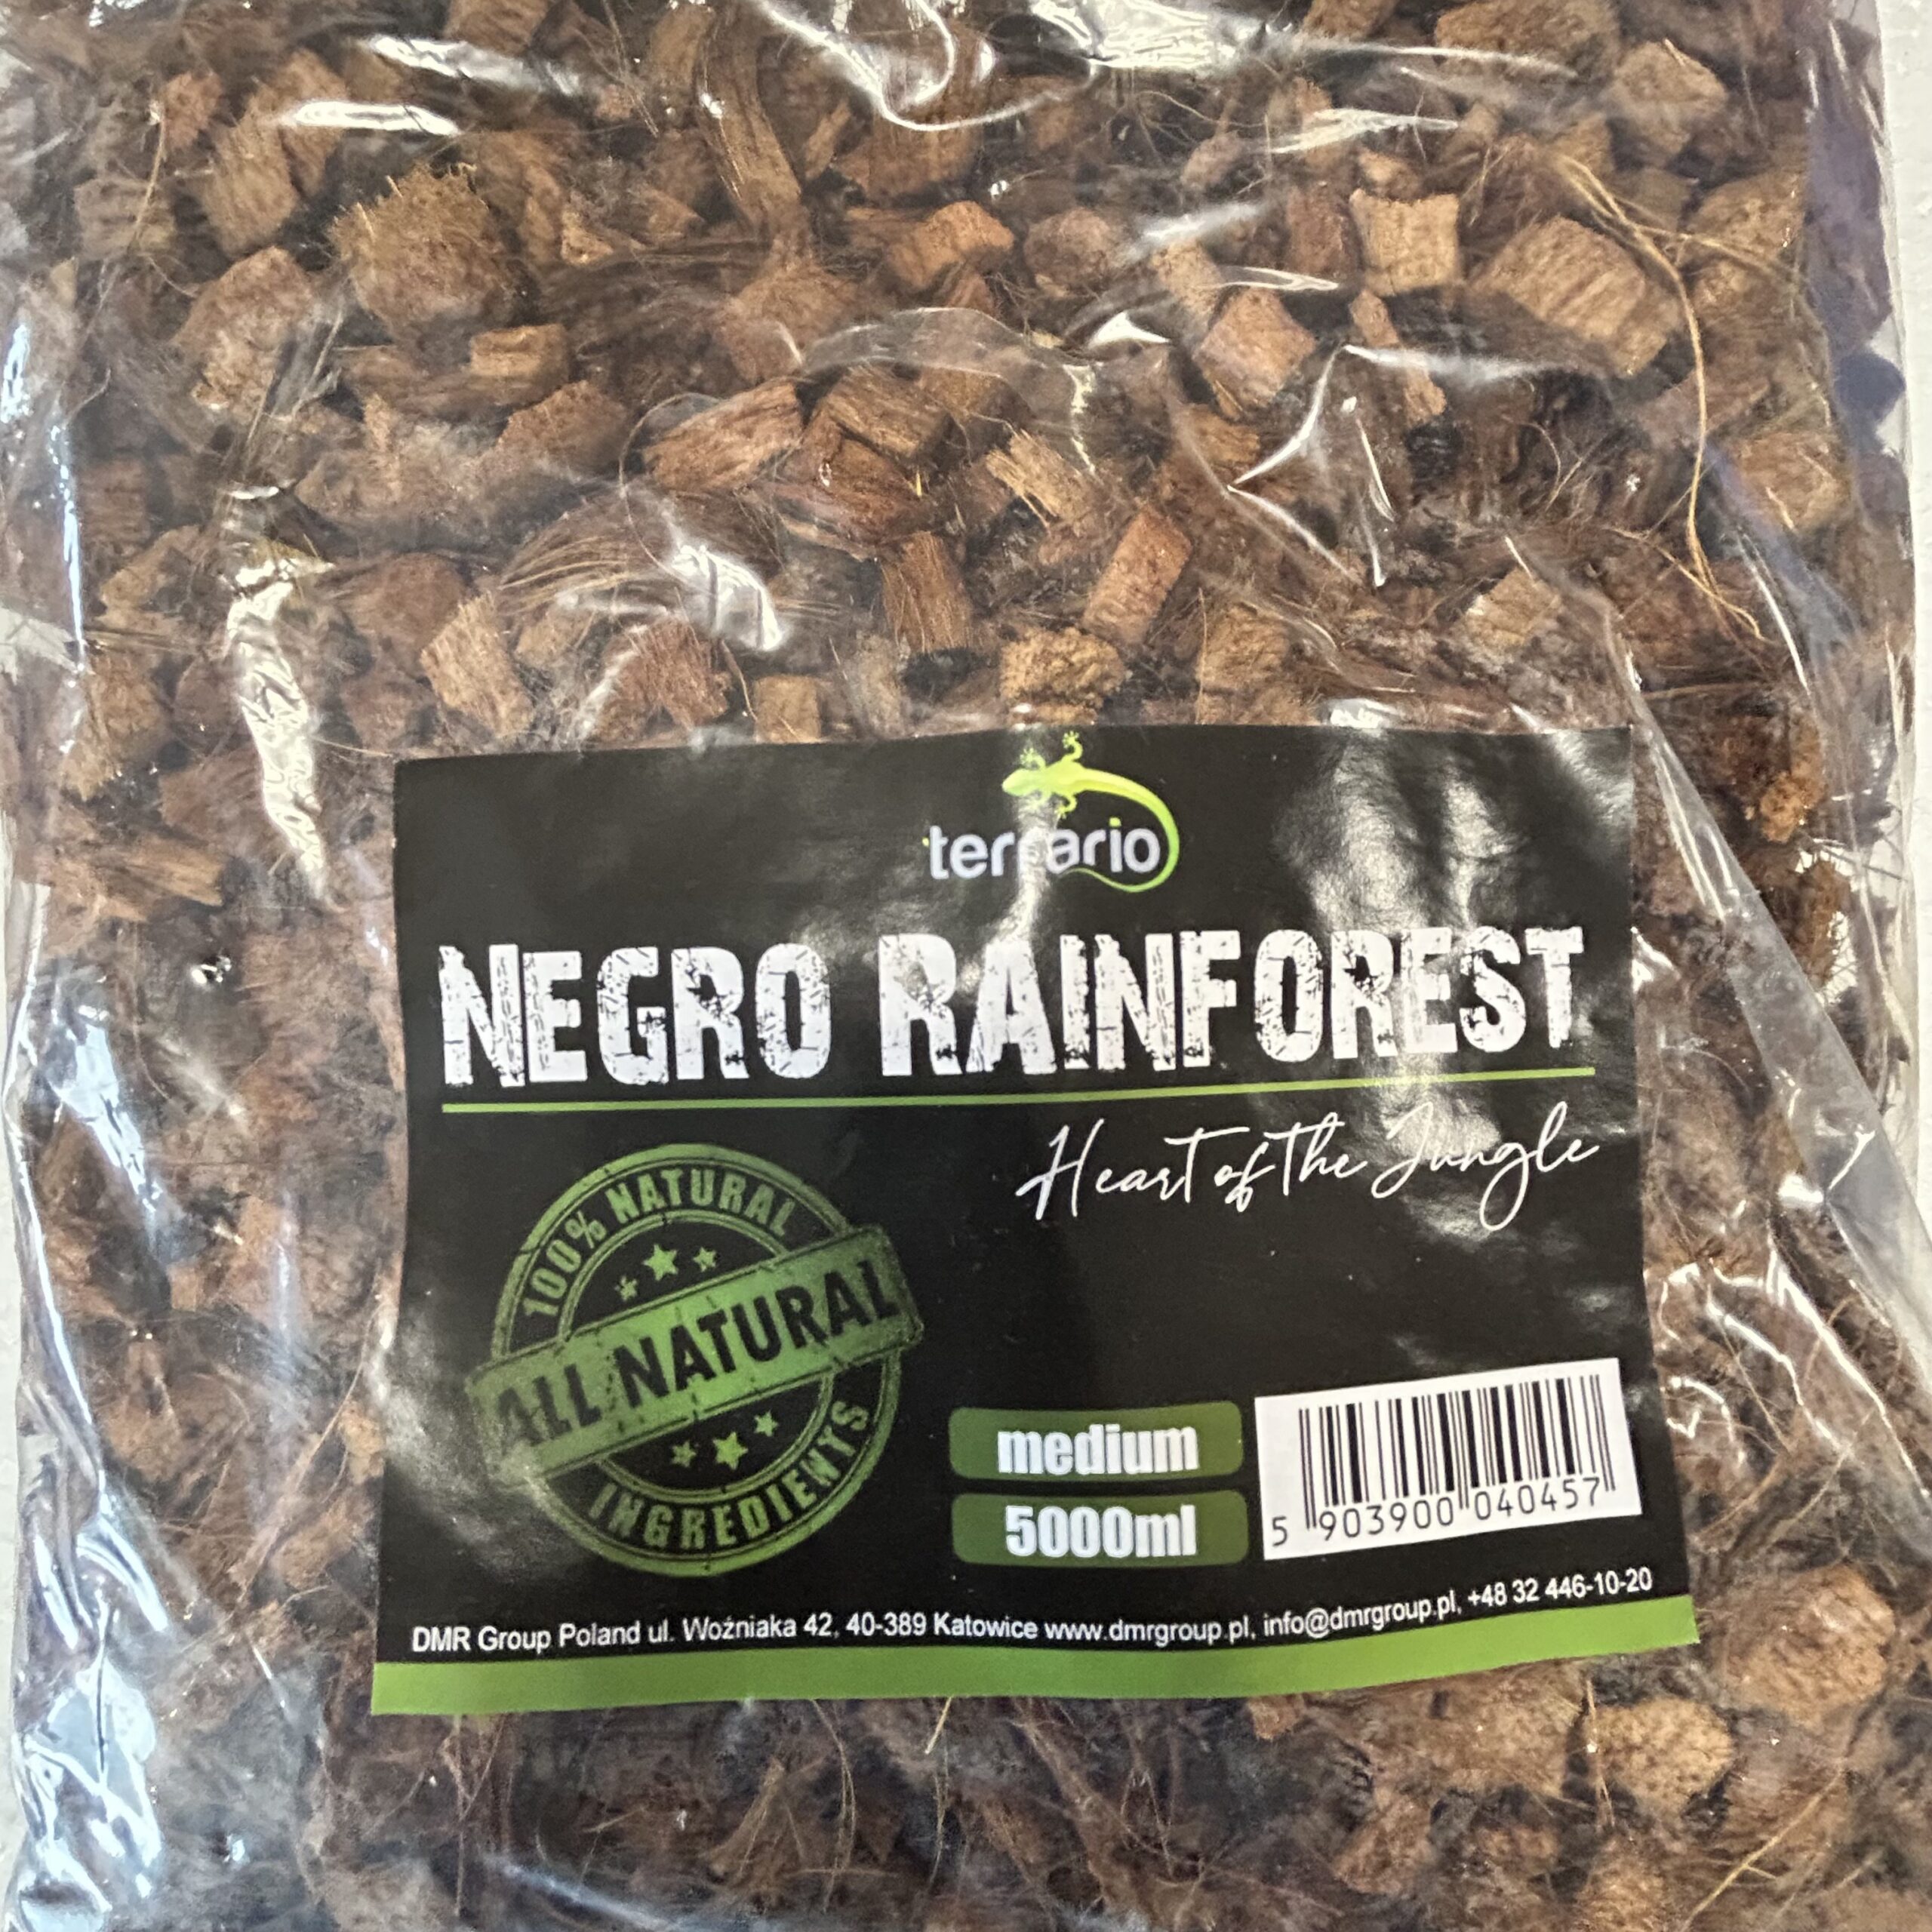 terrario
NEGRO RAINFOREST
Heart of the Jungle
100% NATURAL
ALL NATURAL
INGREDIENTS
medium
5000ml
5 903900 040457
DMR Group Poland ul. Woźniaka 42, 40-389 Katowice www.dmrgroup.pl, info@dmrgroup.pl, +48 32 446-10-20